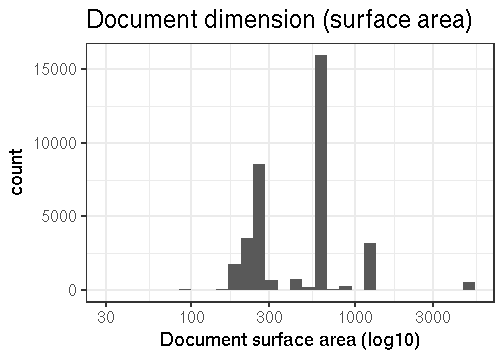 Document dimension (surface area)
15000
10000
5000
0
count
30 100 300 1000 3000
Document surface area (log10)